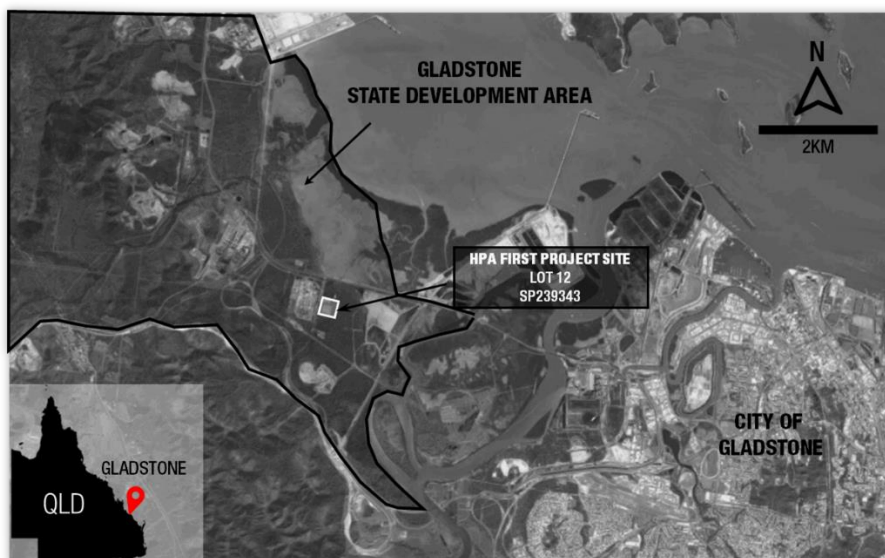 GLADSTONE
STATE DEVELOPMENT AREA
N
2KM
HPA FIRST PROJECT SITE
LOT 12
SP239343
CITY OF
GLADSTONE
GLADSTONE
QLD